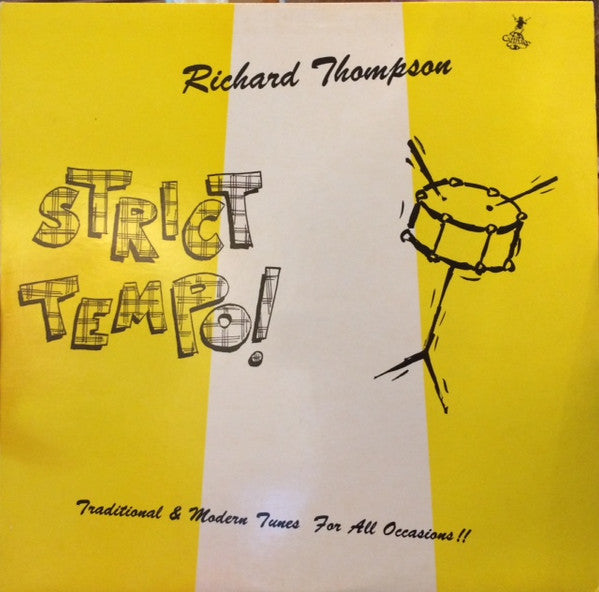 Richard Thompson
STRICT
TEMPO!
Traditional & Modern Tunes For All Occasions!!